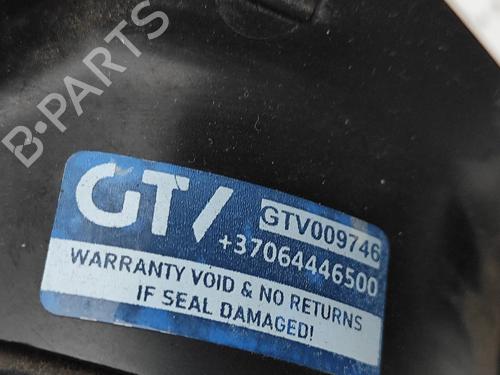 B-PARTS
GTV
GTV009746
+37064446500
WARRANTY VOID & NO RETURNS
IF SEAL DAMAGED!